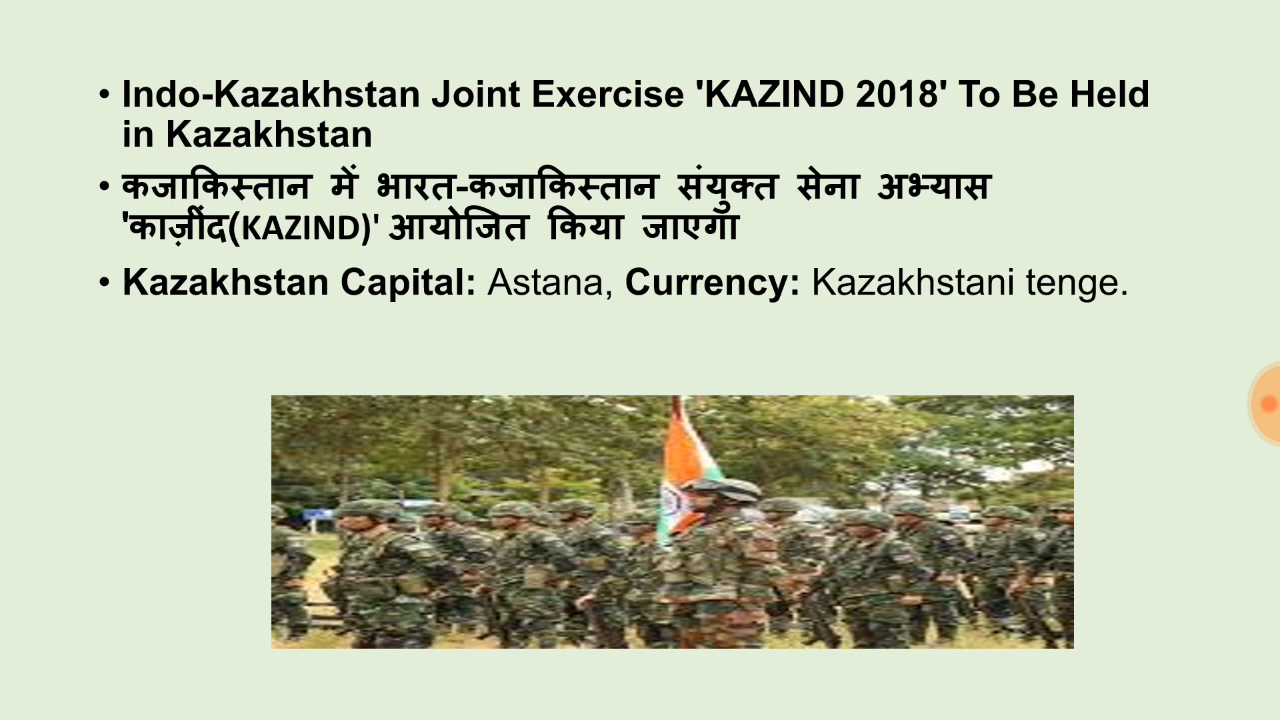 • Indo-Kazakhstan Joint Exercise 'KAZIND 2018' To Be Held
in Kazakhstan
• कजाकिस्तान में भारत-कजाकिस्तान संयुक्त सेना अभ्यास
'काज़ींद(KAZIND)' आयोजित किया जाएगा
• Kazakhstan Capital: Astana, Currency: Kazakhstani tenge.